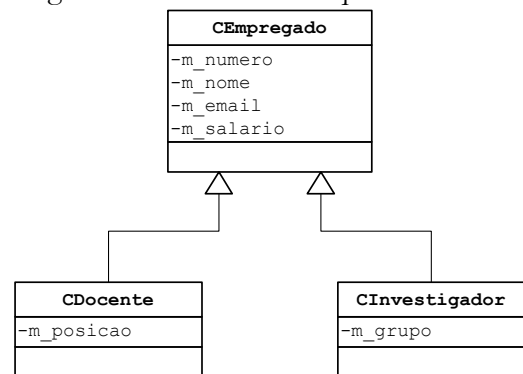 CEmpregado
-m_numero
-m_nome
-m_email
-m_salario
CDocente
-m_posicao
CInvestigador
-m_grupo